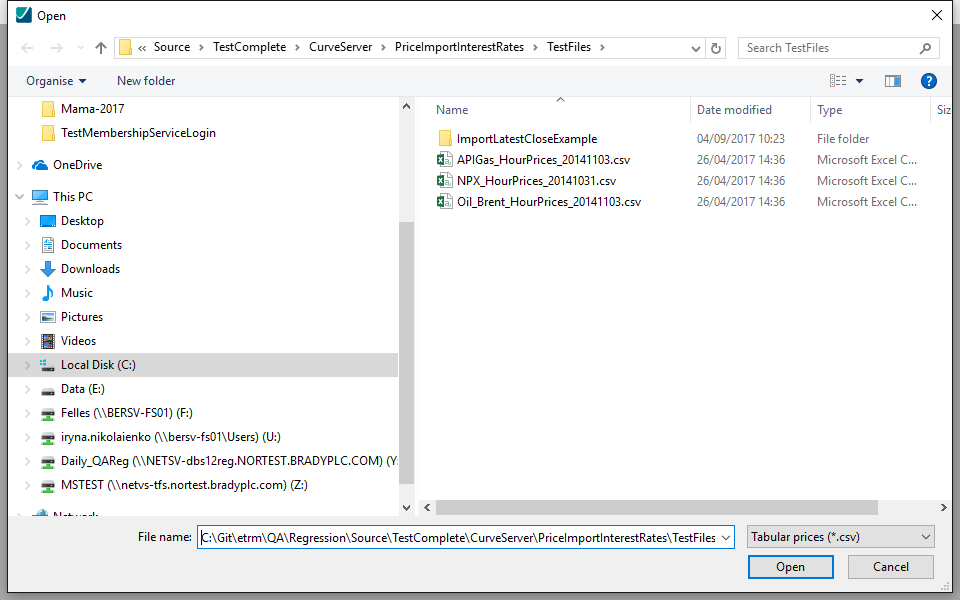 Open
« Source > TestComplete > CurveServer > PriceImportInterestRates > TestFiles >
Search TestFiles
Organise
New folder
Mama-2017
TestMembershipServiceLogin
OneDrive
This PC
Desktop
Documents
Downloads
Music
Pictures
Videos
Local Disk (C:)
Data (E:)
Felles (\\BERSV-FS01) (F:)
iryna.nikolaienko (\\bersv-fs01\Users) (U:)
Daily_QAReg (\\NETSV-dbs12reg.NORTEST.BRADYPLC.COM) (Y:
MSTEST (\\netvs-tfs.nortest.bradyplc.com) (Z:)
Network
Name Date modified Type Siz
ImportLatestCloseExample 04/09/2017 10:23 File folder
APIGas_HourPrices_20141103.csv 26/04/2017 14:36 Microsoft Excel C...
NPX_HourPrices_20141031.csv 26/04/2017 14:36 Microsoft Excel C...
Oil_Brent_HourPrices_20141103.csv 26/04/2017 14:36 Microsoft Excel C...
File name: C:\Git\etrm\QA\Regression\Source\TestComplete\CurveServer\PriceImportInterestRates\TestFiles
Tabular prices (*.csv)
Open
Cancel